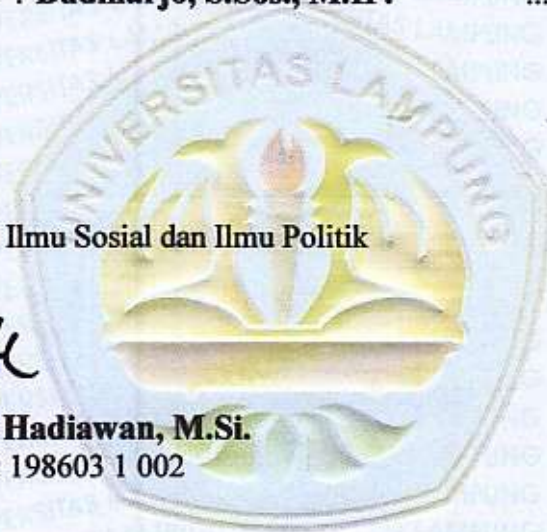 : Budiharjo, S.Sos., M.IP.
UNIVERSITAS LAMPUNG
Ilmu Sosial dan Ilmu Politik
Hadiawan, M.Si.
198603 1 002